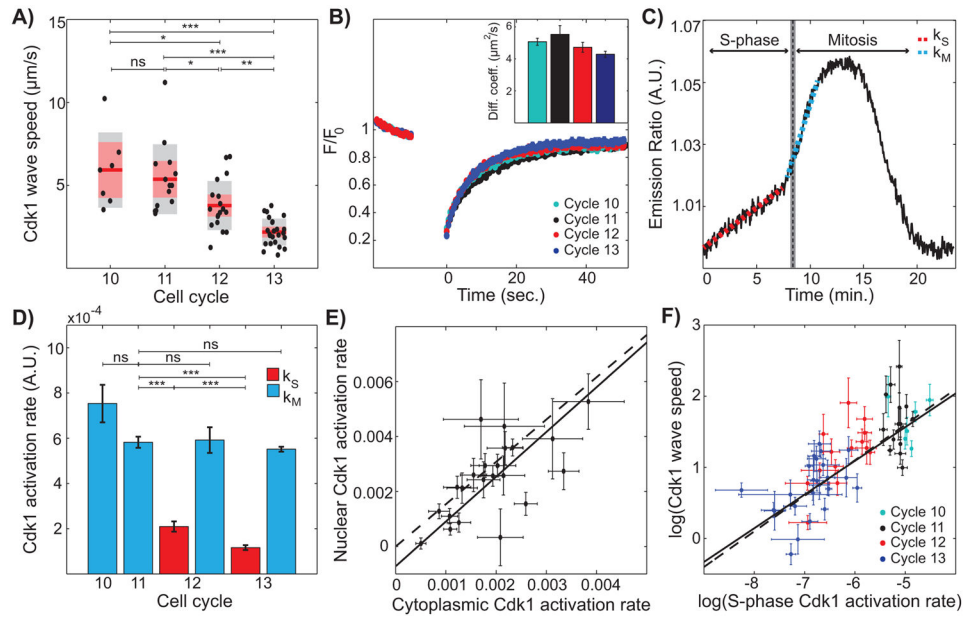 A)
Cdk1 wave speed (μm/s)
15
10
5
***
*
***
ns
*
**
10
11
12
13
Cell cycle
B)
F/F0
1.0
0.8
0.6
0.4
0.2
0
20
40
Time (sec.)
Diff. coeff. (μm²/s)
6
4
2
Cycle 10
Cycle 11
Cycle 12
Cycle 13
C)
Emission Ratio (A.U.)
1.07
1.05
1.03
1.01
S-phase
Mitosis
kS
kM
0
5
10
15
20
Time (min.)
D)
x10⁻⁴
Cdk1 activation rate (A.U.)
8
6
4
2
ns
ns
ns
***
***
***
kS
kM
10
11
12
13
Cell cycle
E)
Nuclear Cdk1 activation rate
0.006
0.004
0.002
0
0
0.001
0.002
0.003
0.004
Cytoplasmic Cdk1 activation rate
F)
log(Cdk1 wave speed)
3
2
1
0
Cycle 10
Cycle 11
Cycle 12
Cycle 13
-8
-7
-6
-5
-4
log(S-phase Cdk1 activation rate)